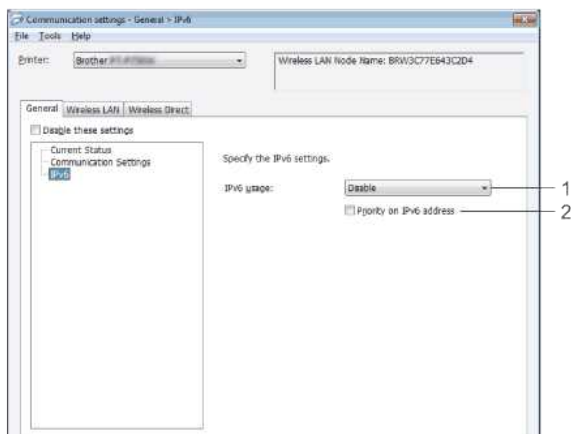 Communication settings - General > IPv6
File Tools Help
Printer: Brother
Wireless LAN Node Name: BRW3C77E643C2D4
General Wireless LAN Wireless Direct
Disable these settings
Current Status
Communication Settings
IPv6
Specify the IPv6 settings.
IPv6 usage: Disable 1
Priority on IPv6 address 2